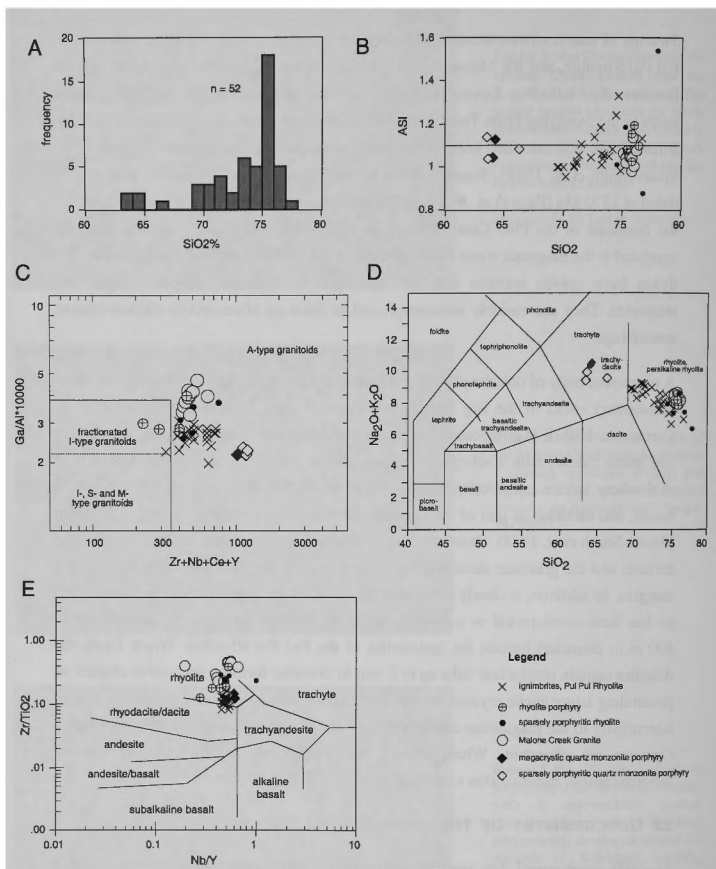 A
20
15
10
5
0
frequency
n = 52
60
65
70
75
80
SiO2%
B
1.6
1.4
1.2
1.0
0.8
ASI
60
65
70
75
80
SiO2
C
10
5
3
2
Ga/Al*10000
A-type granitoids
fractionated
I-type granitoids
I-, S- and M-
type granitoids
100
300
1000
3000
Zr+Nb+Ce+Y
D
14
12
10
8
6
4
2
0
Na2O+K2O
foidite
phonolite
tephriphonolite
trachyte
phonotephrite
trachy-
dacite
rhyolite,
peralkaline rhyolite
tephrite
trachyandesite
basaltic
trachyandesite
trachybasalt
dacite
andesite
basalt
basaltic
andesite
picro-
basalt
40
45
50
55
60
65
70
75
80
SiO2
E
1.00
0.10
.01
.00
Zr/TiO2
rhyolite
rhyodacite/dacite
trachyte
andesite
trachyandesite
andesite/basalt
alkaline
basalt
subalkaline basalt
0.01
0.1
1
10
Nb/Y
Legend
ignimbrites, Pul Pul Rhyolite
rhyolite porphyry
sparsely porphyritic rhyolite
Malone Creek Granite
megacrystic quartz monzonite porphyry
sparsely porphyritic quartz monzonite porphyry